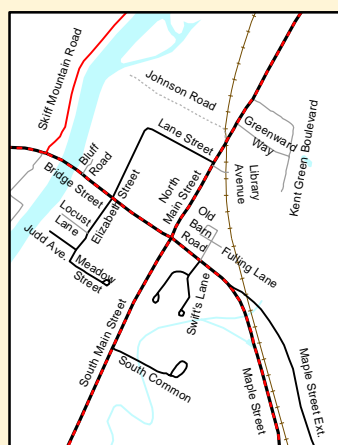 Skiff Mountain Road
Johnson Road
Lane Street
Greenward
Way
Kent Green Boulevard
Bluff
Road
Bridge Street
Elizabeth Street
North
Main Street
Library
Avenue
Locust
Lane
Old
Barn
Road
Judd Ave.
Meadow
Street
Fulling Lane
Swift's Lane
South Main Street
South Common
Maple Street
Maple Street Ext.